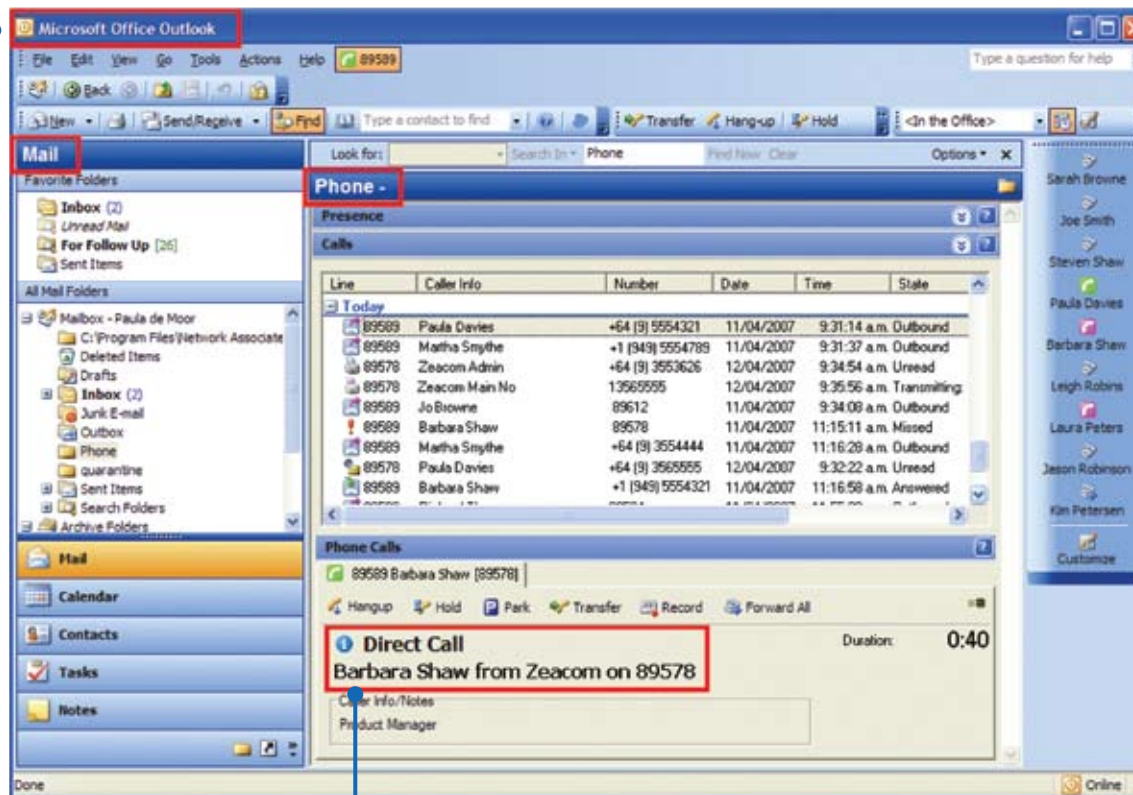 Microsoft Office Outlook
File Edit View Go Tools Actions Help 89589
Type a question for help
Back
New Send/Receive Find Type a contact to find Transfer Hang-up Hold <In the Office>
Mail
Look for: Search In Phone Find Now Clear Options x
Favorite Folders
Phone -
Inbox (2)
Unread Mail
For Follow Up [26]
Sent Items
Presence
Calls
All Mail Folders
Mailbox - Paula de Moor
C:\Program Files\Network Associate
Deleted Items
Drafts
Inbox (2)
Junk E-mail
Outbox
Phone
quarantine
Sent Items
Search Folders
Archive Folders
Line Caller Info Number Date Time State
Today
89589 Paula Davies +64 (9) 5554321 11/04/2007 9:31:14 a.m. Outbound
89589 Martha Smythe +1 (949) 5554789 11/04/2007 9:31:37 a.m. Outbound
89578 Zeacom Admin +64 (9) 3553626 12/04/2007 9:34:54 a.m. Unread
89578 Zeacom Main No 13565555 12/04/2007 9:35:56 a.m. Transmitting
89589 Jo Browne 89612 11/04/2007 9:34:08 a.m. Outbound
89589 Barbara Shaw 89578 11/04/2007 11:15:11 a.m. Missed
89589 Martha Smythe +64 (9) 3554444 11/04/2007 11:16:28 a.m. Outbound
89578 Paula Davies +64 (9) 3565555 12/04/2007 9:32:22 a.m. Unread
89589 Barbara Shaw +1 (949) 5554321 11/04/2007 11:16:58 a.m. Answered
Sarah Browne
Joe Smith
Steven Shaw
Paula Davies
Barbara Shaw
Leigh Robins
Laura Peters
Jason Robinson
Kim Petersen
Customize
Mail
Calendar
Contacts
Tasks
Notes
Phone Calls
89589 Barbara Shaw [89578]
Hangup Hold Park Transfer Record Forward All
Direct Call
Duration: 0:40
Barbara Shaw from Zeacom on 89578
Caller Info/Notes
Product Manager
Done
Online